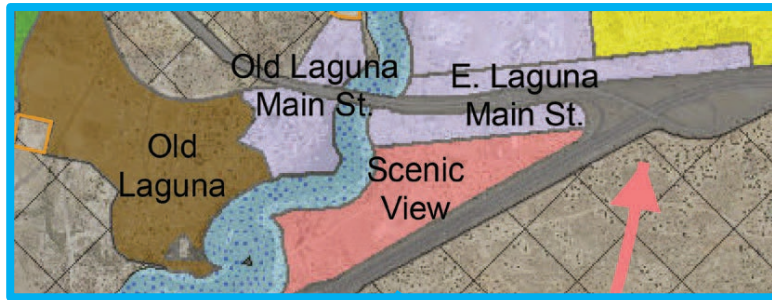 Old Laguna
Main St.
E. Laguna
Main St.
Old
Laguna
Scenic
View